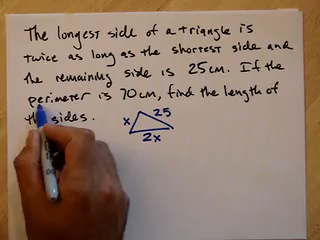 The longest side of a triangle is
twice as long as the shortest side and
the remaining side is 25cm. If the
perimeter is 70cm, find the length of
the sides.
x 25
2x